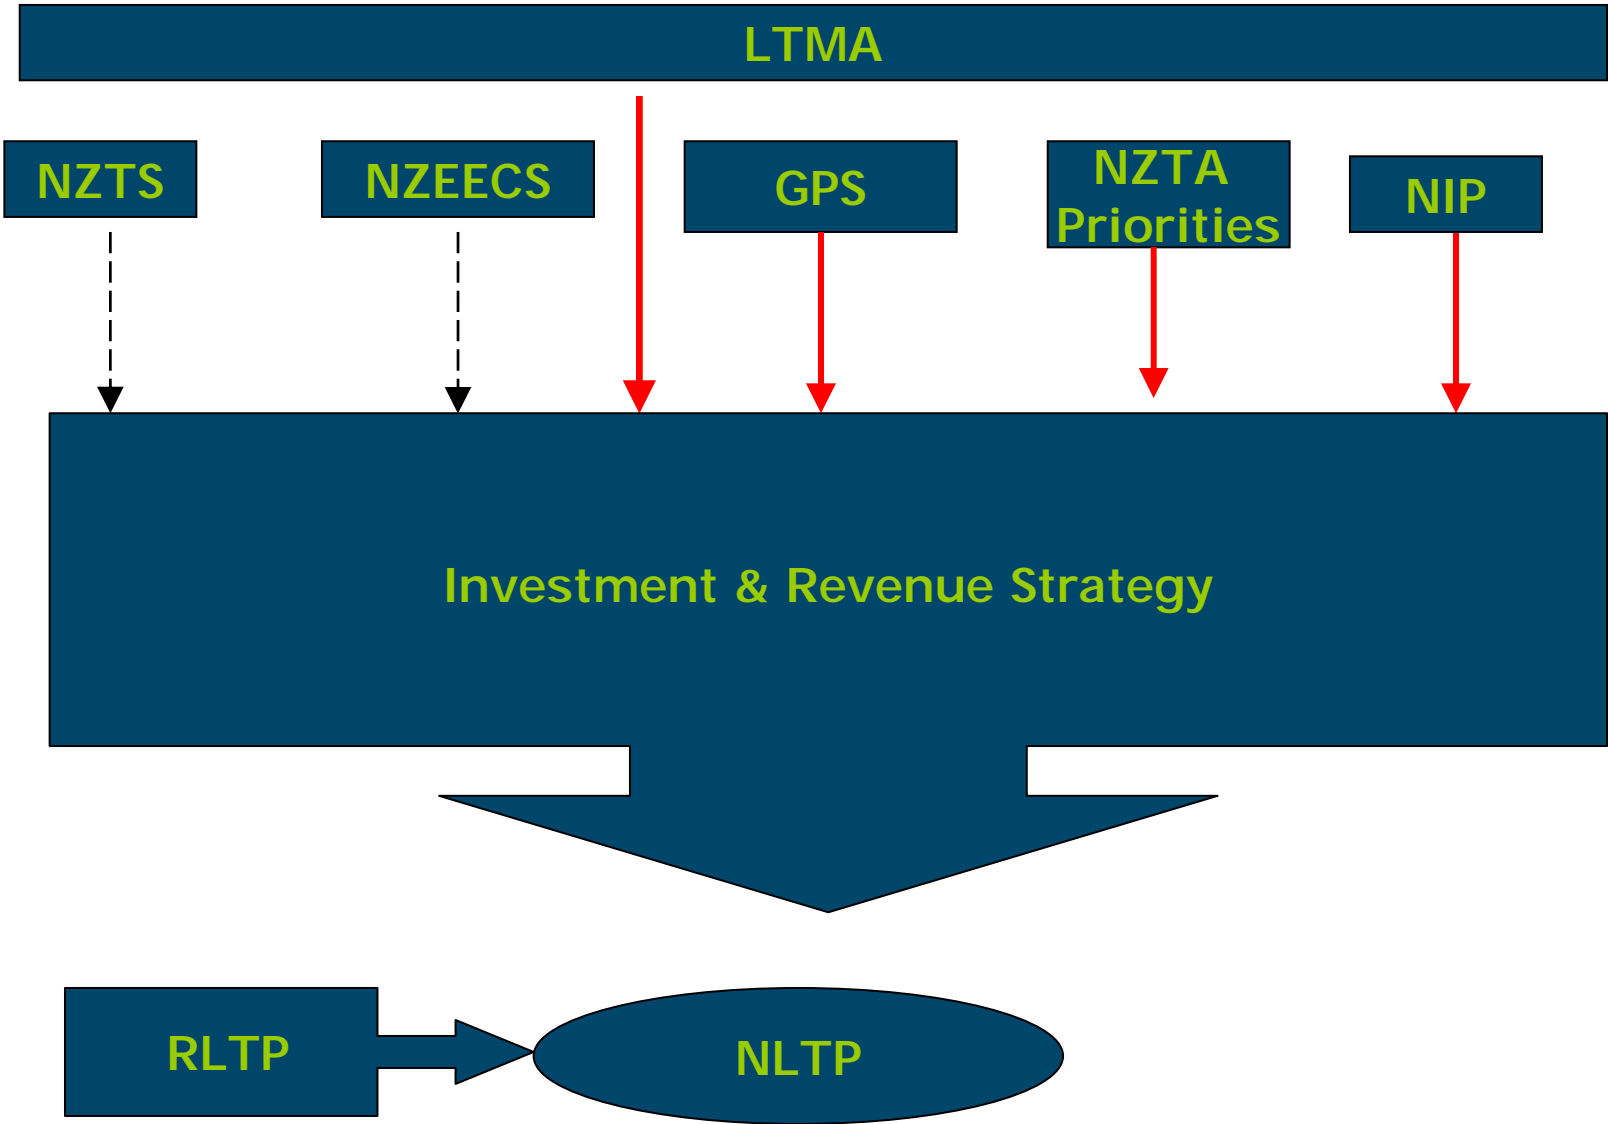 LTMA
NZTS
NZEECS
GPS
NZTA
Priorities
NIP
Investment & Revenue Strategy
RLTP
NLTP